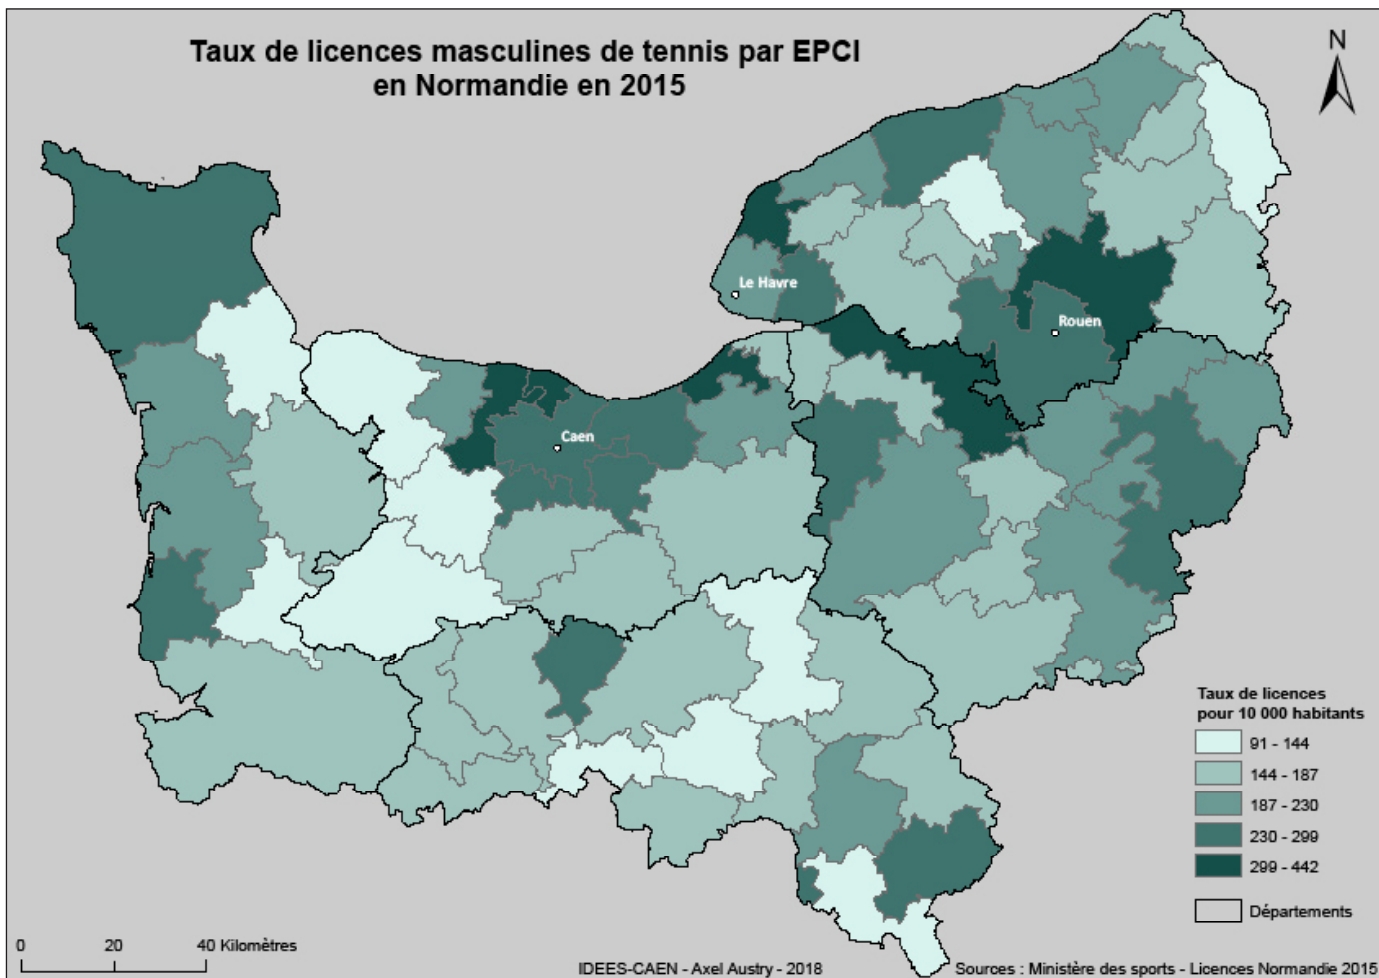 Taux de licences masculines de tennis par EPCI
en Normandie en 2015
N
Le Havre
Rouen
Caen
Taux de licences
pour 10 000 habitants
91 - 144
144 - 187
187 - 230
230 - 299
299 - 442
Départements
0 20 40 Kilomètres
IDEES-CAEN - Axel Austry - 2018
Sources : Ministère des sports - Licences Normandie 2015